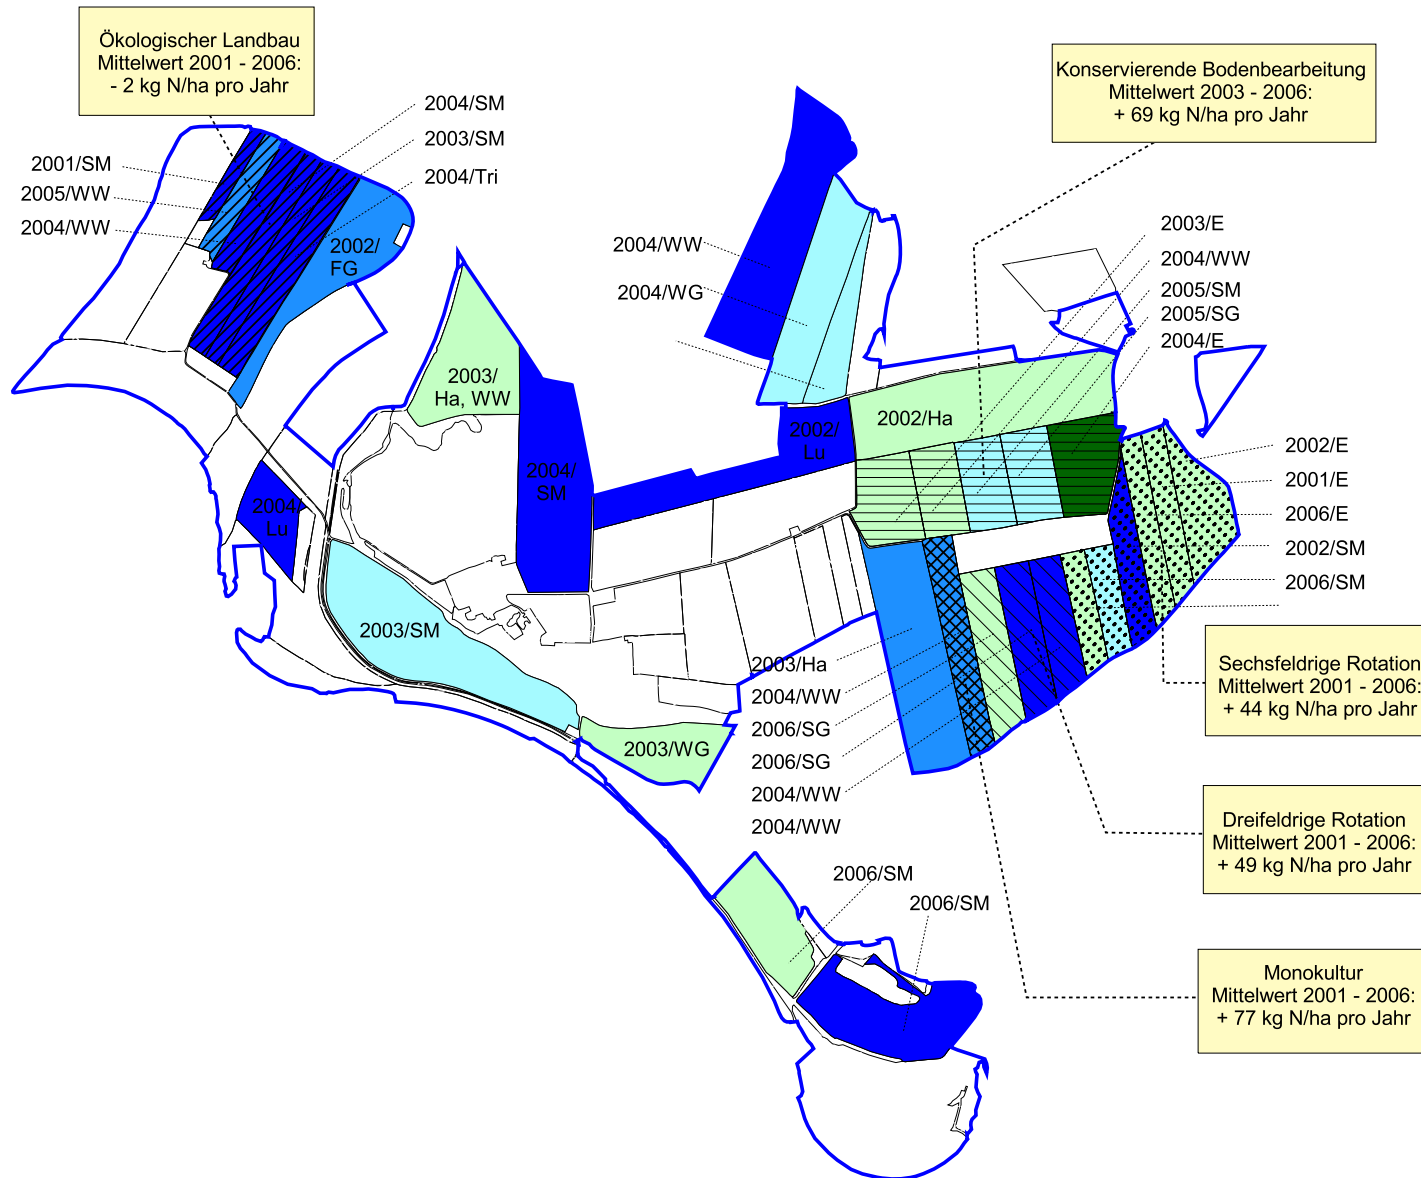 Ökologischer Landbau
Mittelwert 2001 - 2006:
- 2 kg N/ha pro Jahr
Konservierende Bodenbearbeitung
Mittelwert 2003 - 2006:
+ 69 kg N/ha pro Jahr
2004/SM
2003/SM
2004/Tri
2001/SM
2005/WW
2004/WW
2002/
FG
2004/WW
2004/WG
2003/E
2004/WW
2005/SM
2005/SG
2004/E
2003/
Ha, WW
2002/Ha
2002/
Lu
2004/
SM
2004/
Lu
2002/E
2001/E
2006/E
2002/SM
2006/SM
2003/SM
2003/Ha
2004/WW
2006/SG
2006/SG
2004/WW
2004/WW
2003/WG
Sechsfeldrige Rotation
Mittelwert 2001 - 2006:
+ 44 kg N/ha pro Jahr
Dreifeldrige Rotation
Mittelwert 2001 - 2006:
+ 49 kg N/ha pro Jahr
2006/SM
2006/SM
Monokultur
Mittelwert 2001 - 2006:
+ 77 kg N/ha pro Jahr